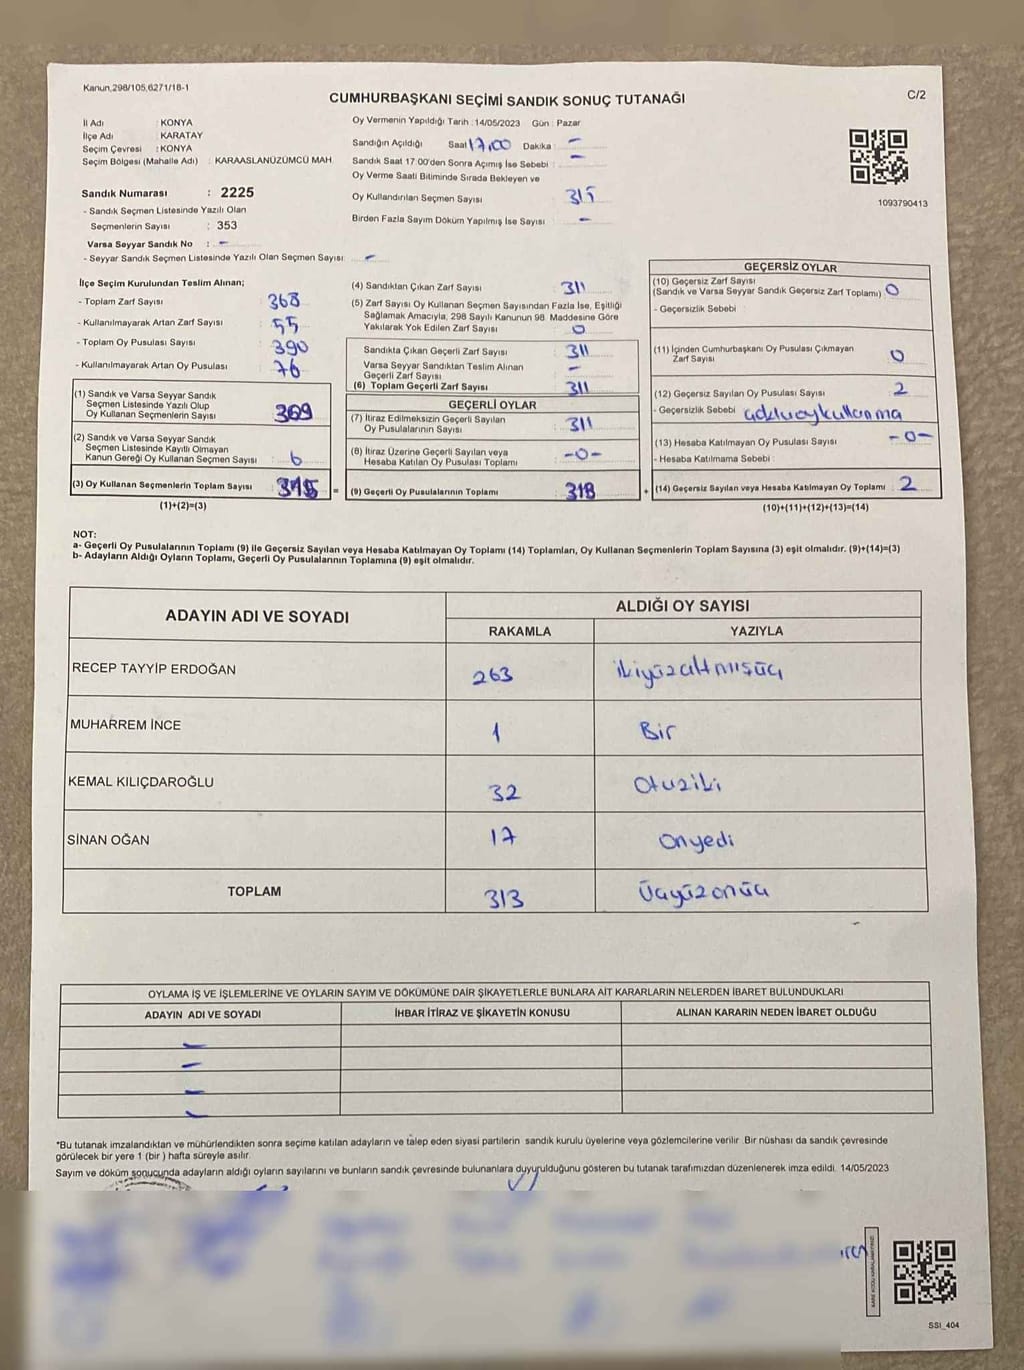 Kanun,298/105,6271/18-1
C/2
CUMHURBAŞKANI SEÇİMİ SANDIK SONUÇ TUTANAĞI
İl Adı : KONYA
İlçe Adı : KARATAY
Seçim Çevresi : KONYA
Seçim Bölgesi (Mahalle Adı) : KARAASLANÜZÜMCÜ MAH.
Sandık Numarası : 2225
- Sandık Seçmen Listesinde Yazılı Olan
Seçmenlerin Sayısı : 353
Varsa Seyyar Sandık No : -
- Seyyar Sandık Seçmen Listesinde Yazılı Olan Seçmen Sayısı: -
Oy Vermenin Yapıldığı Tarih :14/05/2023 Gün : Pazar
Sandığın Açıldığı Saat 17,00 Dakika : -
Sandık Saat 17:00'den Sonra Açımış İse Sebebi : -
Oy Verme Saati Bitiminde Sırada Bekleyen ve
Oy Kullandırılan Seçmen Sayısı 315
Birden Fazla Sayım Döküm Yapılmış İse Sayısı -
1093790413
İlçe Seçim Kurulundan Teslim Alınan;
- Toplam Zarf Sayısı : 368
- Kullanılmayarak Artan Zarf Sayısı : 55
- Toplam Oy Pusulası Sayısı : 390
- Kullanılmayarak Artan Oy Pusulası : 76
(1) Sandık ve Varsa Seyyar Sandık
Seçmen Listesinde Yazılı Olup
Oy Kullanan Seçmenlerin Sayısı : 309
(2) Sandık ve Varsa Seyyar Sandık
Seçmen Listesinde Kayıtlı Olmayan
Kanun Gereği Oy Kullanan Seçmen Sayısı : 6
(3) Oy Kullanan Seçmenlerin Toplam Sayısı : 315 =
(1)+(2)=(3)
(4) Sandıktan Çıkan Zarf Sayısı : 311
(5) Zarf Sayısı Oy Kullanan Seçmen Sayısından Fazla İse, Eşitliği
Sağlamak Amacıyla, 298 Sayılı Kanunun 98. Maddesine Göre
Yakılarak Yok Edilen Zarf Sayısı : 0
Sandıkta Çıkan Geçerli Zarf Sayısı : 311
Varsa Seyyar Sandıktan Teslim Alınan
Geçerli Zarf Sayısı : -
(6) Toplam Geçerli Zarf Sayısı : 311
GEÇERLİ OYLAR
(7) İtiraz Edilmeksizin Geçerli Sayılan
Oy Pusulalarının Sayısı : 311
(8) İtiraz Üzerine Geçerli Sayılan veya
Hesaba Katılan Oy Pusulası Toplamı : -0-
(9) Geçerli Oy Pusulalarının Toplamı : 313 +
GEÇERSİZ OYLAR
(10) Geçersiz Zarf Sayısı
(Sandık ve Varsa Seyyar Sandık Geçersiz Zarf Toplamı) : 0
- Geçersizlik Sebebi :
(11) İçinden Cumhurbaşkanı Oy Pusulası Çıkmayan
Zarf Sayısı : 0
(12) Geçersiz Sayılan Oy Pusulası Sayısı : 2
- Geçersizlik Sebebi
(13) Hesaba Katılmayan Oy Pusulası Sayısı : -0-
- Hesaba Katılmama Sebebi :
(14) Geçersiz Sayılan veya Hesaba Katılmayan Oy Toplamı : 2
(10)+(11)+(12)+(13)=(14)
NOT:
a- Geçerli Oy Pusulalarının Toplamı (9) ile Geçersiz Sayılan veya Hesaba Katılmayan Oy Toplamı (14) Toplamları, Oy Kullanan Seçmenlerin Toplam Sayısına (3) eşit olmalıdır. (9)+(14)=(3)
b- Adayların Aldığı Oyların Toplamı, Geçerli Oy Pusulalarının Toplamına (9) eşit olmalıdır.
ADAYIN ADI VE SOYADI
ALDIĞI OY SAYISI
RAKAMLA YAZIYLA
RECEP TAYYİP ERDOĞAN 263 ikiyüzaltmışüç
MUHARREM İNCE 1 Bir
KEMAL KILIÇDAROĞLU 32 Otuziki
SİNAN OĞAN 17 Onyedi
TOPLAM 313 Üçyüzonüç
OYLAMA İŞ VE İŞLEMLERİNE VE OYLARIN SAYIM VE DÖKÜMÜNE DAİR ŞİKAYETLERLE BUNLARA AİT KARARLARIN NELERDEN İBARET BULUNDUKLARI
ADAYIN ADI VE SOYADI İHBAR İTİRAZ VE ŞİKAYETİN KONUSU ALINAN KARARIN NEDEN İBARET OLDUĞU
-
-
-
-
*Bu tutanak imzalandıktan ve mühürlendikten sonra seçime katılan adayların ve talep eden siyasi partilerin sandık kurulu üyelerine veya gözlemcilerine verilir .Bir nüshası da sandık çevresinde
görülecek bir yere 1 (bir ) hafta süreyle asılır.
Sayım ve döküm sonucunda adayların aldığı oyların sayılarını ve bunların sandık çevresinde bulunanlara duyurulduğunu gösteren bu tutanak tarafımızdan düzenlenerek imza edildi. 14/05/2023
SSI_404